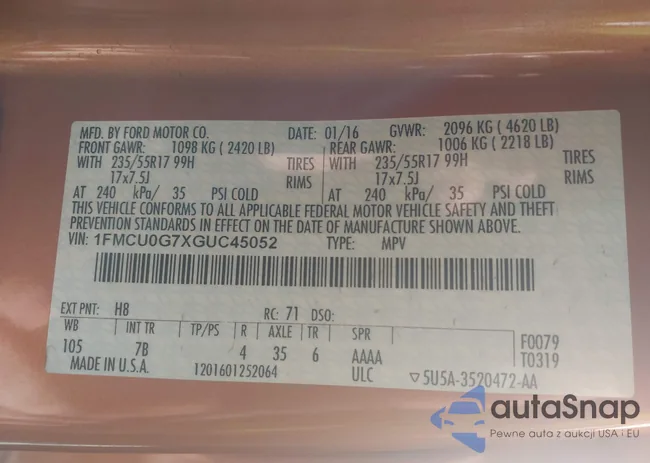 MFD. BY FORD MOTOR CO. DATE: 01/16 GVWR: 2096 KG ( 4620 LB)
FRONT GAWR: 1098 KG ( 2420 LB) REAR GAWR: 1006 KG ( 2218 LB)
WITH 235/55R17 99H TIRES WITH 235/55R17 99H TIRES
17x7.5J RIMS 17x7.5J RIMS
AT 240 kPa/ 35 PSI COLD AT 240 kPa/ 35 PSI COLD
THIS VEHICLE CONFORMS TO ALL APPLICABLE FEDERAL MOTOR VEHICLE SAFETY AND THEFT
PREVENTION STANDARDS IN EFFECT ON THE DATE OF MANUFACTURE SHOWN ABOVE.
VIN: 1FMCU0G7XGUC45052 TYPE: MPV
EXT PNT: H8 RC: 71 DSO:
WB INT TR TP/PS R AXLE TR SPR
105 7B 4 35 6 AAAA
F0079
T0319
MADE IN U.S.A. 1201601252064 ULC ▽5U5A-3520472-AA
autaSnap
Pewne auta z aukcji USA i EU